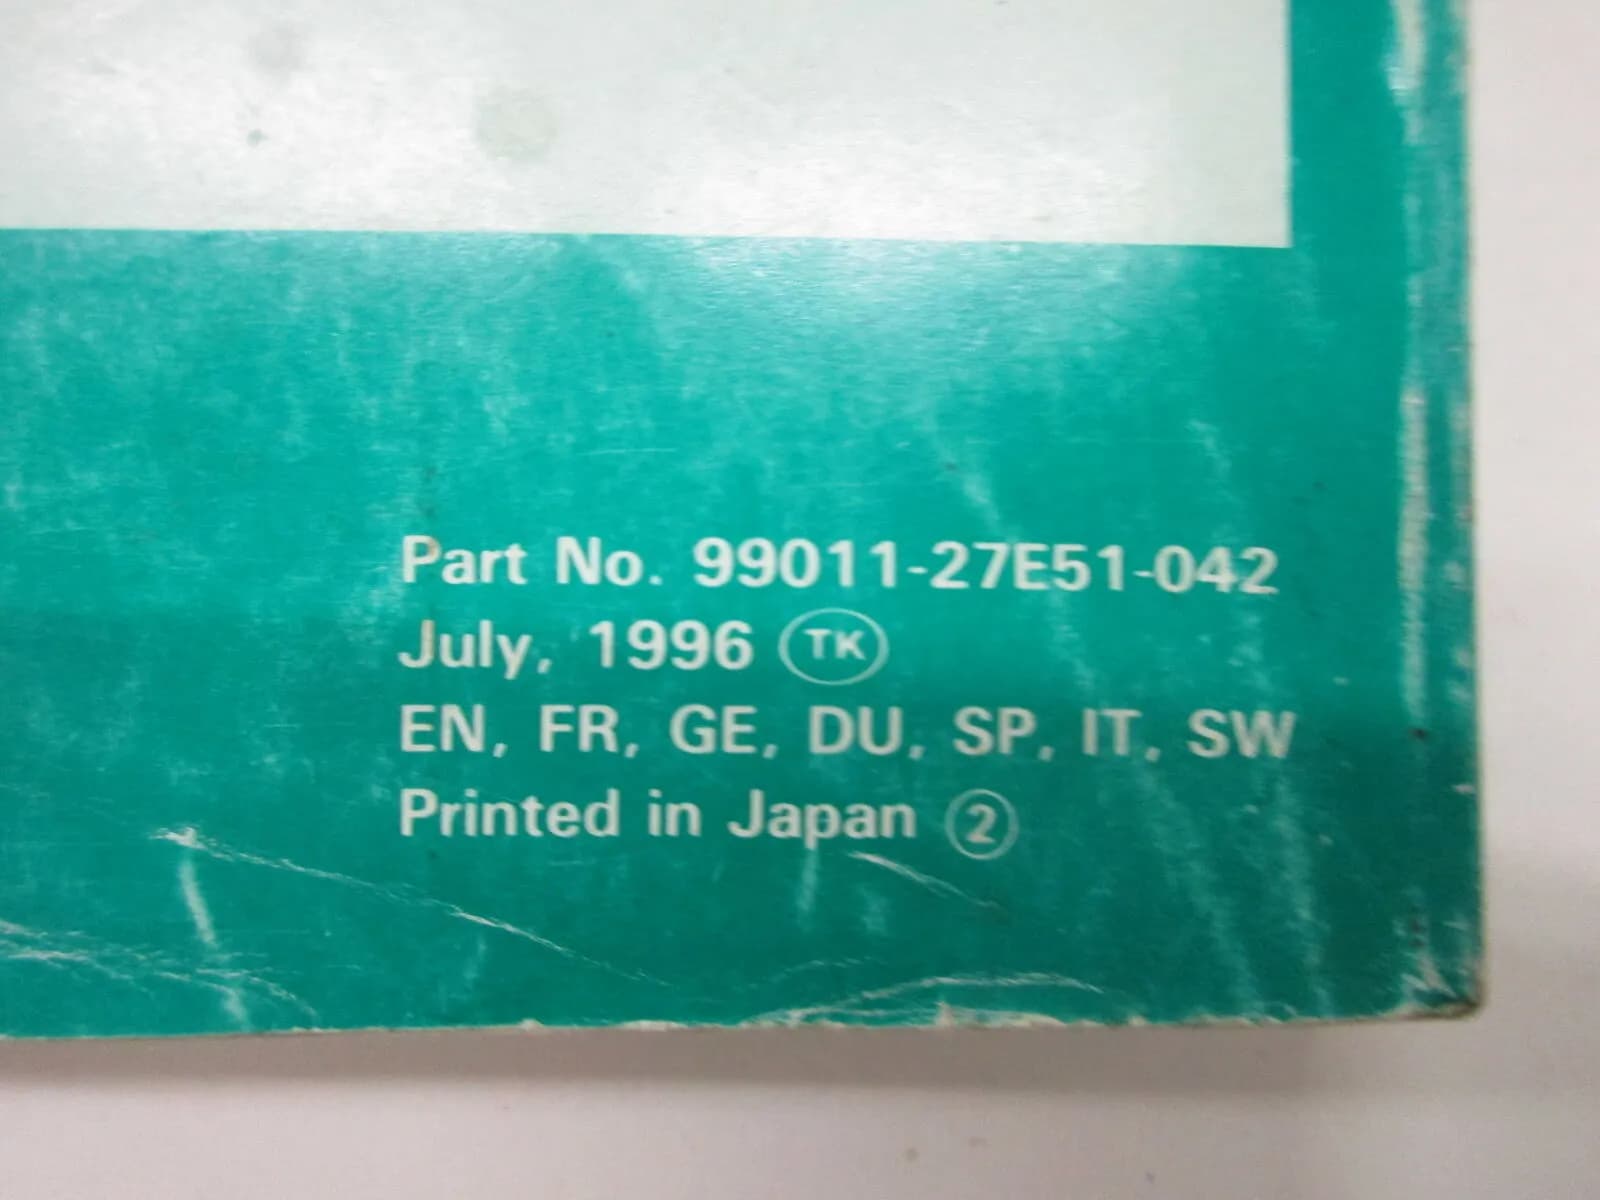 Part No. 99011-27E51-042
July, 1996 TK
EN, FR, GE, DU, SP, IT, SW
Printed in Japan 2